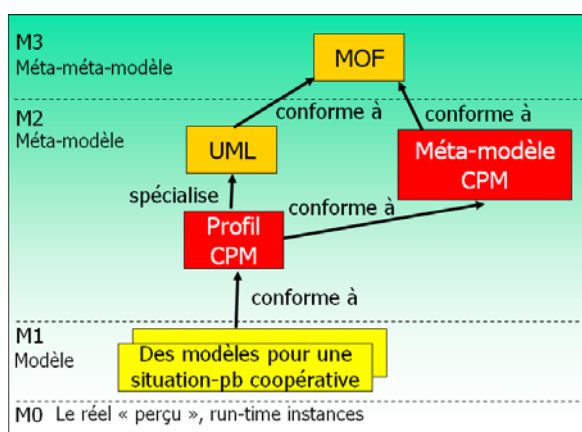 M3
Méta-méta-modèle
MOF
M2
Méta-modèle
conforme à
conforme à
UML
Méta-modèle
CPM
spécialise
conforme à
Profil
CPM
conforme à
M1
Modèle
Des modèles pour une
situation-pb coopérative
M0 Le réel « perçu », run-time instances